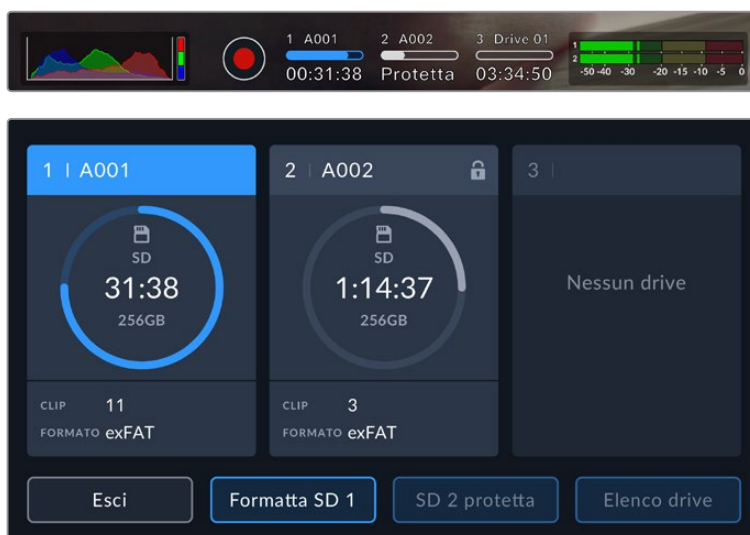 1 A001 2 A002 3 Drive 01
00:31:38 Protetta 03:34:50
1
2
-50 -40 -30 -20 -15 -10 -5 0
1 | A001
SD
31:38
256GB
CLIP 11
FORMATO exFAT
2 | A002
SD
1:14:37
256GB
CLIP 3
FORMATO exFAT
3 |
Nessun drive
Esci Formatta SD 1 SD 2 protetta Elenco drive